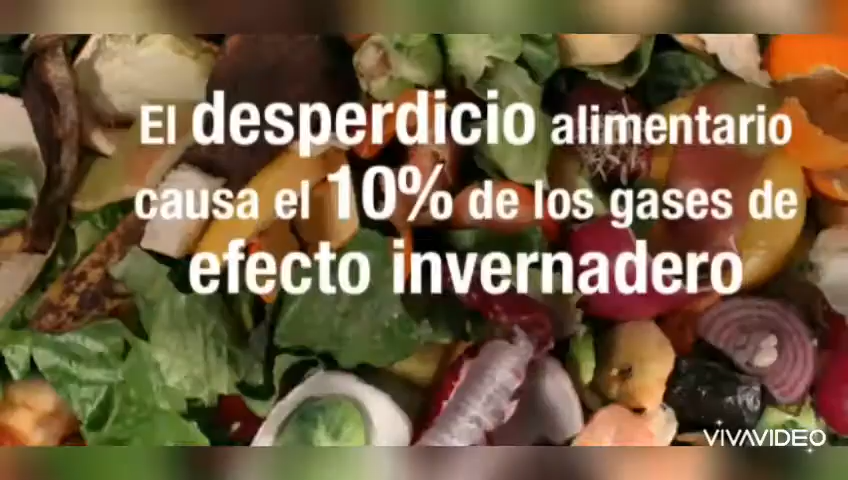 El desperdicio alimentario
causa el 10% de los gases de
efecto invernadero
VIVAVIDEO